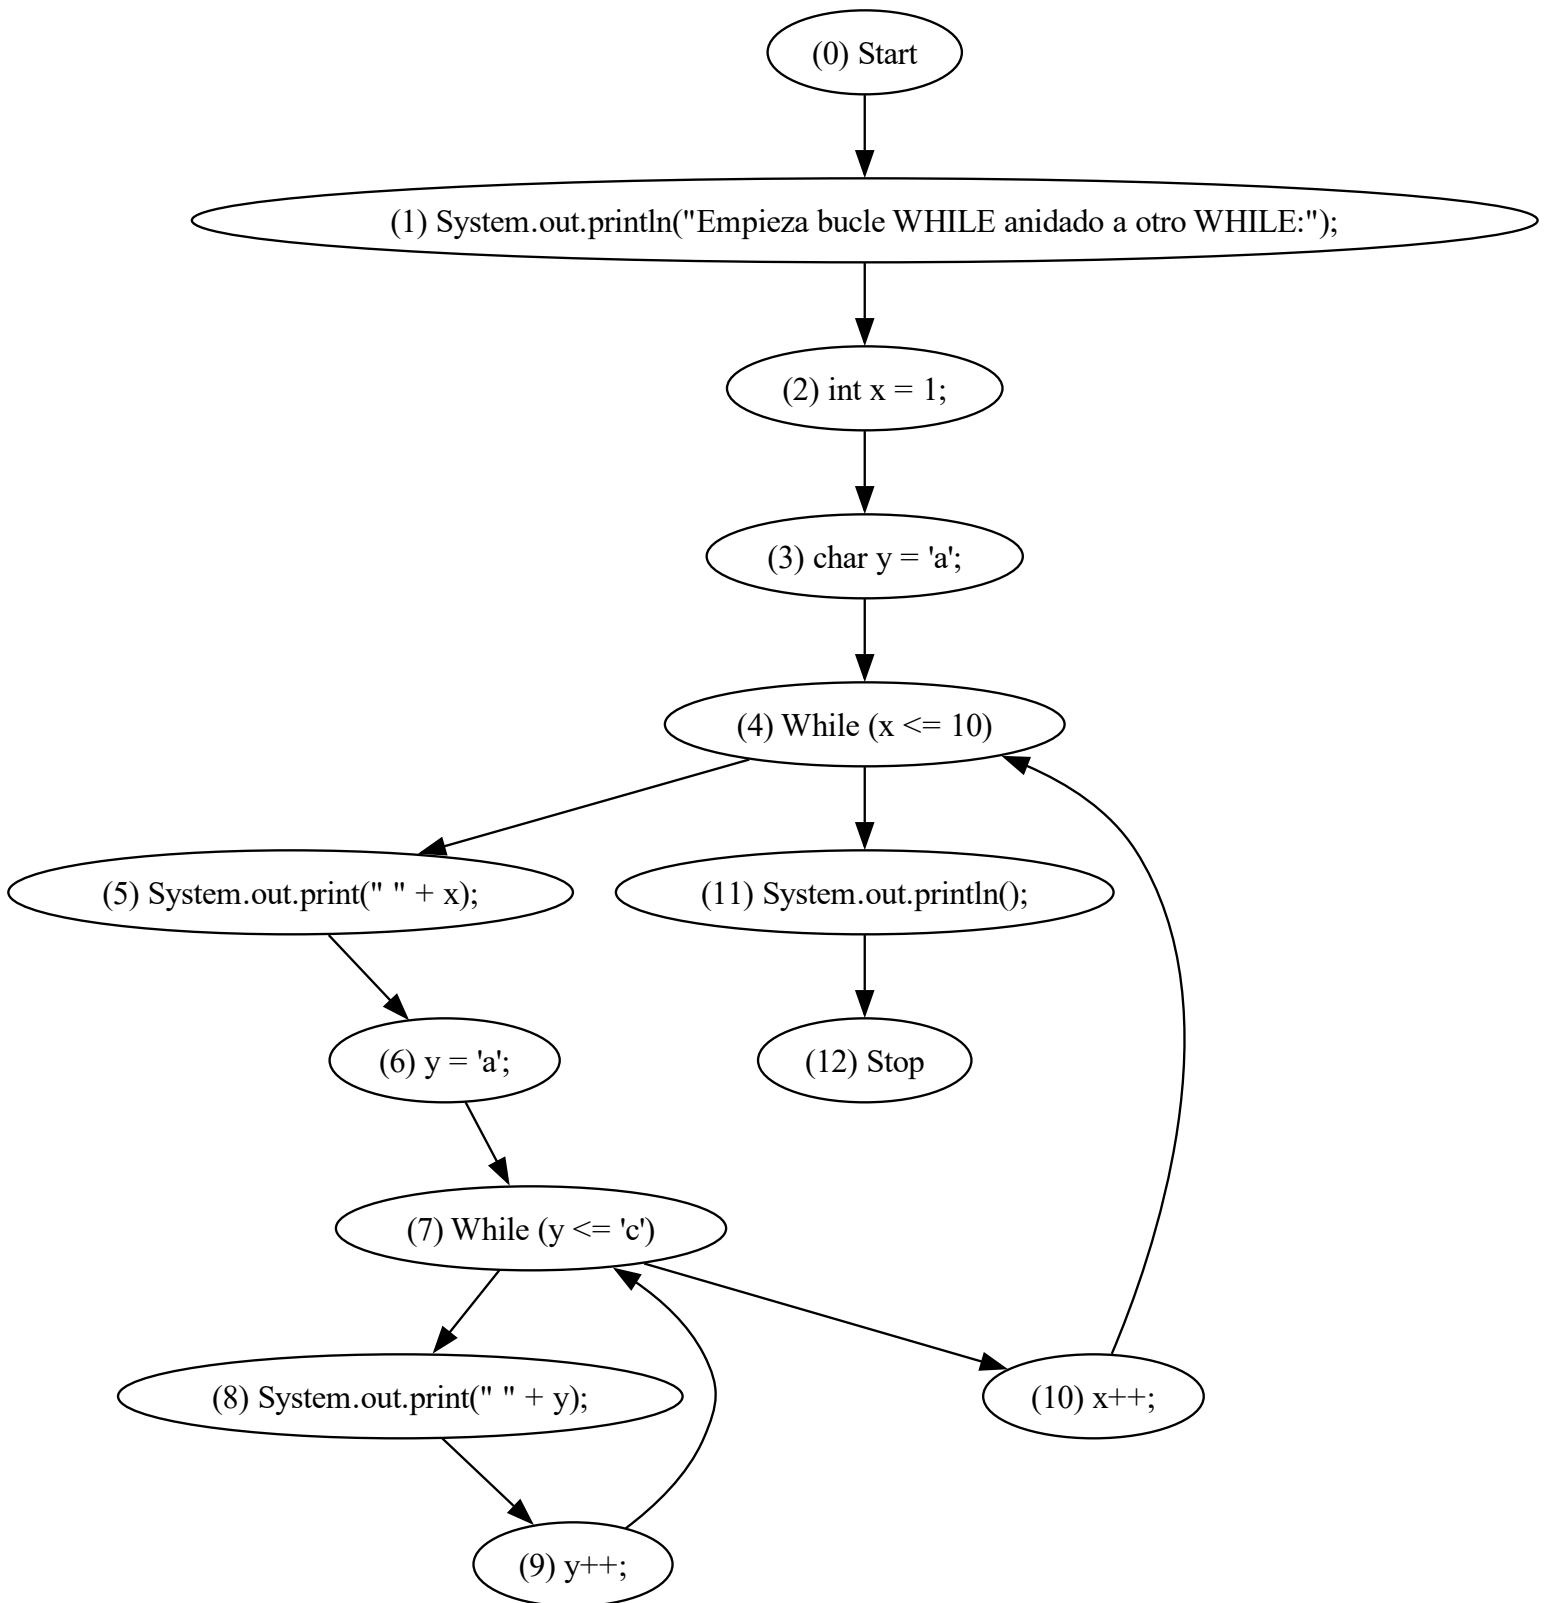 (0) Start
(1) System.out.println("Empieza bucle WHILE anidado a otro WHILE:");
(2) int x = 1;
(3) char y = 'a';
(4) While (x <= 10)
(5) System.out.print(" " + x);
(11) System.out.println();
(6) y = 'a';
(12) Stop
(7) While (y <= 'c')
(8) System.out.print(" " + y);
(10) x++;
(9) y++;